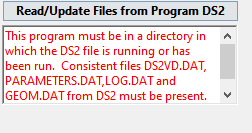 Read/Update Files from Program DS2
This program must be in a directory in
which the DS2 file is running or has
been run.  Consistent files DS2VD.DAT,
PARAMETERS.DAT,LOG.DAT and
GEOM.DAT from DS2 must be present.